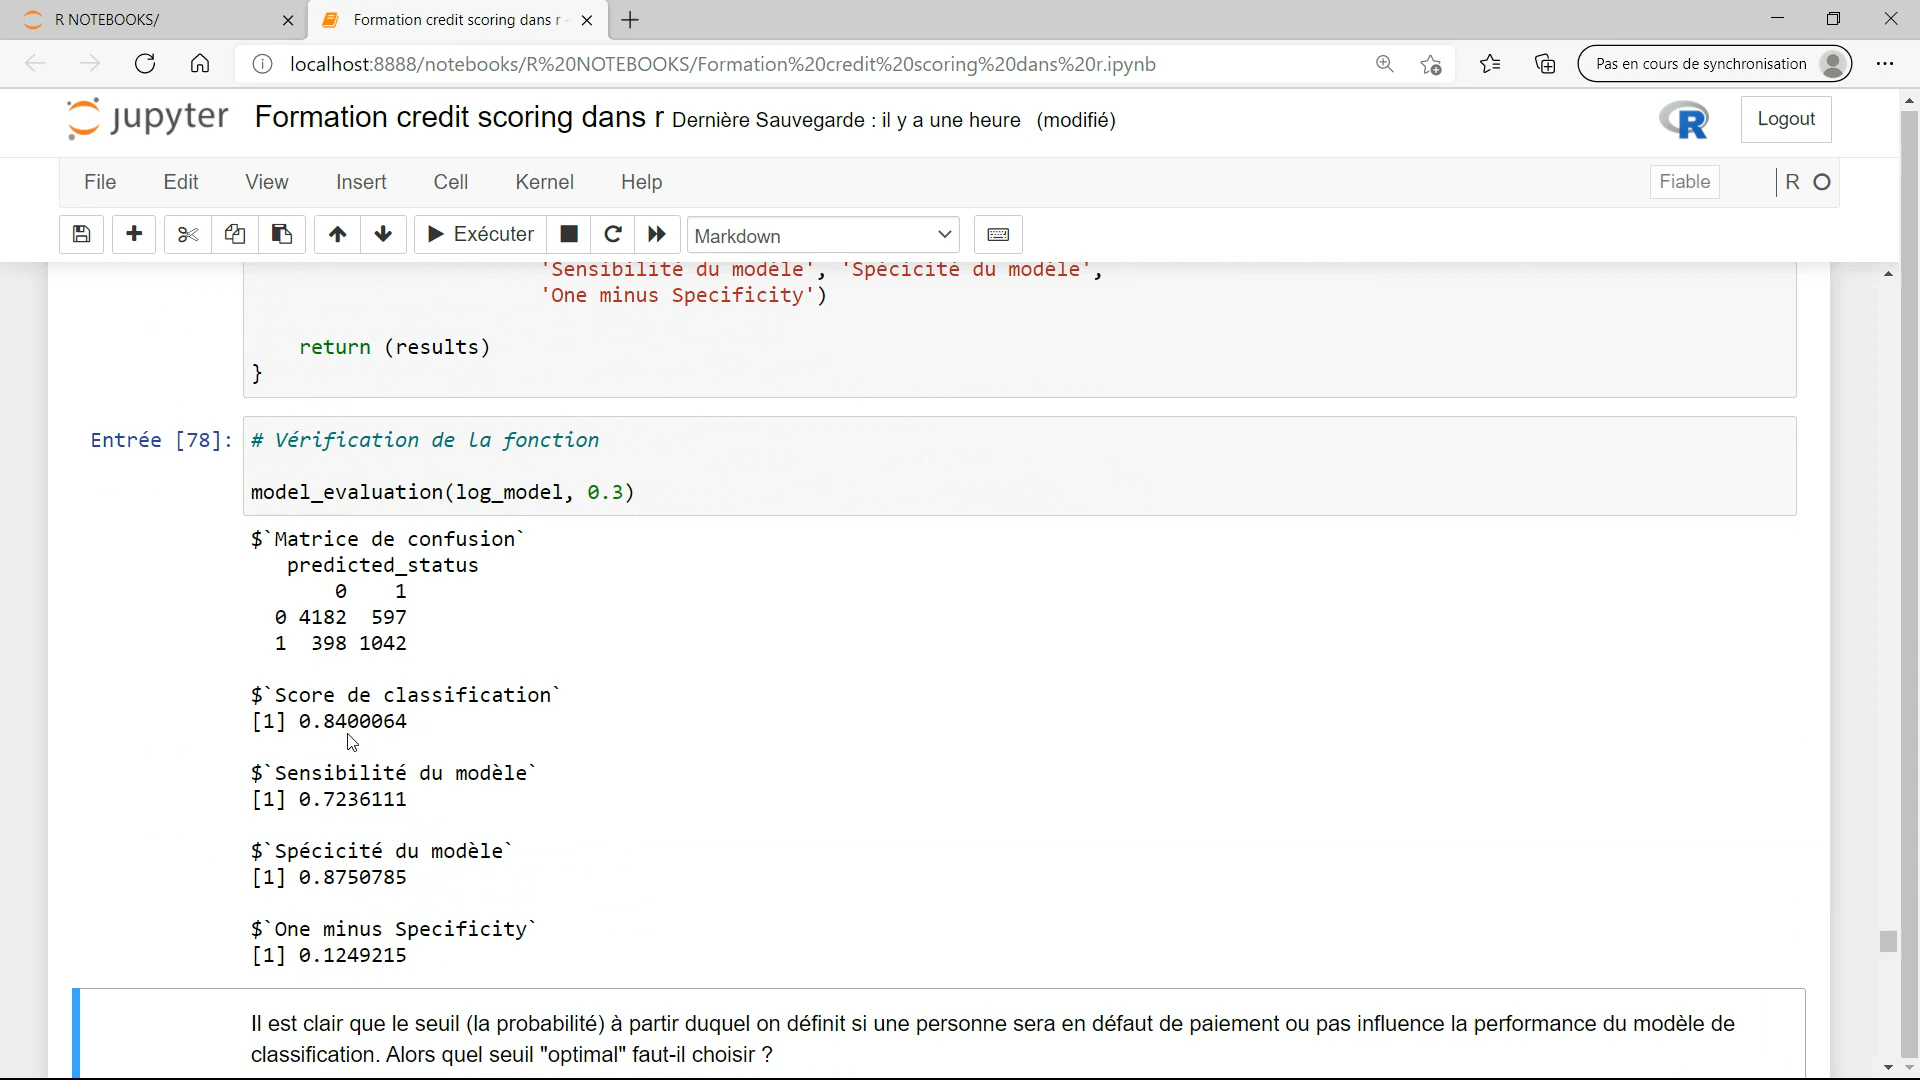 R NOTEBOOKS/
Formation credit scoring dans r -
localhost:8888/notebooks/R%20NOTEBOOKS/Formation%20credit%20scoring%20dans%20r.ipynb
Pas en cours de synchronisation
jupyter Formation credit scoring dans r Dernière Sauvegarde : il y a une heure (modifié)
R
Logout
File Edit View Insert Cell Kernel Help
Fiable
R
Exécuter
Markdown
'Sensibilité du modèle', 'Spécicité du modèle',
'One minus Specificity')
return (results)
}
Entrée [78]:
# Vérification de la fonction
model_evaluation(log_model, 0.3)
$`Matrice de confusion`
predicted_status
0 1
0 4182 597
1 398 1042
$`Score de classification`
[1] 0.8400064
$`Sensibilité du modèle`
[1] 0.7236111
$`Spécicité du modèle`
[1] 0.8750785
$`One minus Specificity`
[1] 0.1249215
Il est clair que le seuil (la probabilité) à partir duquel on définit si une personne sera en défaut de paiement ou pas influence la performance du modèle de
classification. Alors quel seuil "optimal" faut-il choisir ?